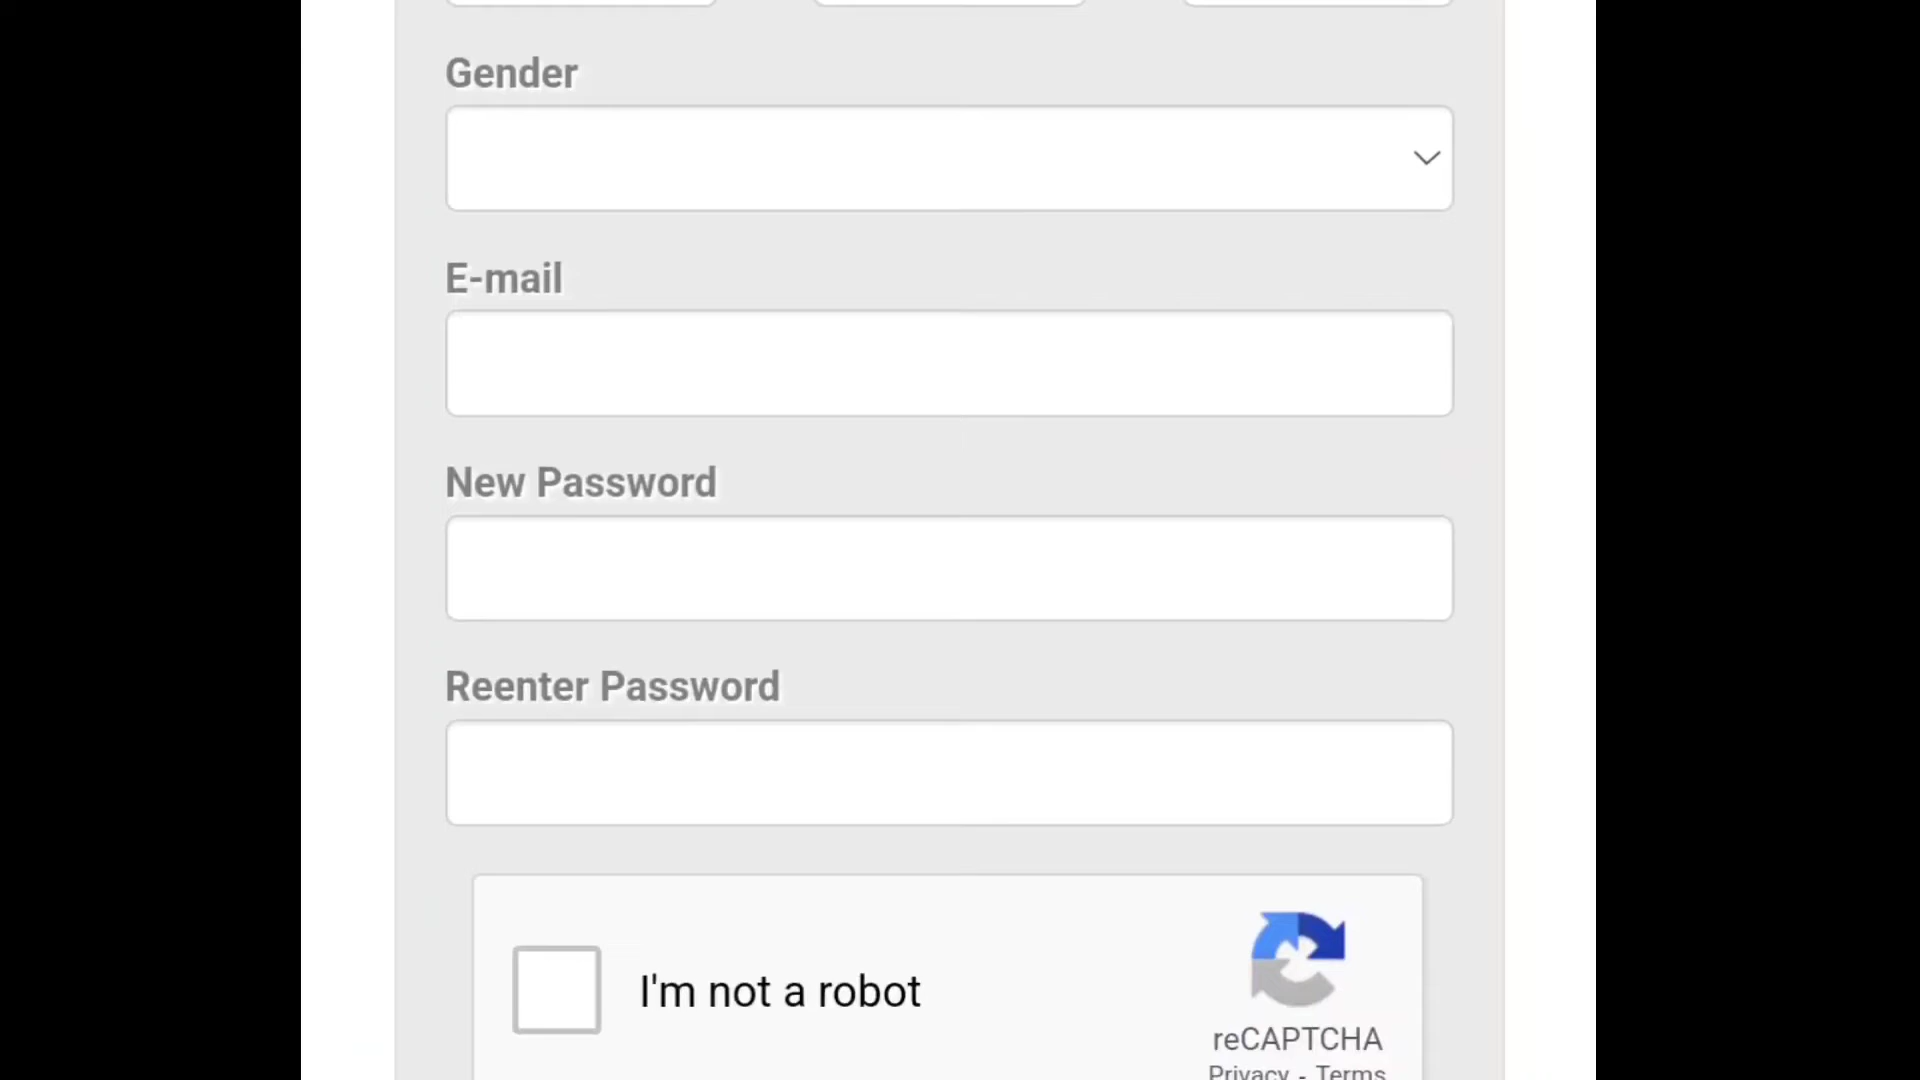 Gender
E-mail
New Password
Reenter Password
I'm not a robot
reCAPTCHA
Privacy - Terms